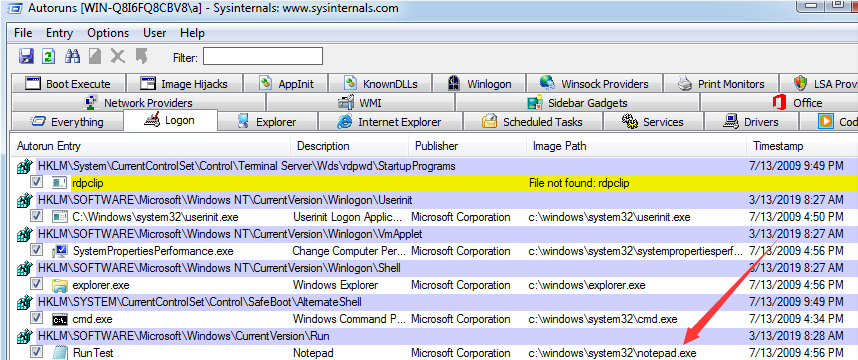 Autoruns [WIN-Q8I6FQ8CBV8\a] - Sysinternals: www.sysinternals.com
File Entry Options User Help
Filter:
Boot Execute Image Hijacks AppInit KnownDLLs Winlogon Winsock Providers Print Monitors LSA Provi
Network Providers WMI Sidebar Gadgets Office
Everything Logon Explorer Internet Explorer Scheduled Tasks Services Drivers Cod
Autorun Entry Description Publisher Image Path Timestamp
HKLM\System\CurrentControlSet\Control\Terminal Server\Wds\rdpwd\StartupPrograms 7/13/2009 9:49 PM
rdpclip File not found: rdpclip
HKLM\SOFTWARE\Microsoft\Windows NT\CurrentVersion\Winlogon\Userinit 3/13/2019 8:27 AM
C:\Windows\system32\userinit.exe Userinit Logon Applic... Microsoft Corporation c:\windows\system32\userinit.exe 7/13/2009 4:50 PM
HKLM\SOFTWARE\Microsoft\Windows NT\CurrentVersion\Winlogon\VmApplet 3/13/2019 8:27 AM
SystemPropertiesPerformance.exe Change Computer Per... Microsoft Corporation c:\windows\system32\systempropertiesperf... 7/13/2009 4:56 PM
HKLM\SOFTWARE\Microsoft\Windows NT\CurrentVersion\Winlogon\Shell 3/13/2019 8:27 AM
explorer.exe Windows Explorer Microsoft Corporation c:\windows\explorer.exe 7/13/2009 4:56 PM
HKLM\SYSTEM\CurrentControlSet\Control\SafeBoot\AlternateShell 7/13/2009 9:49 PM
cmd.exe Windows Command P... Microsoft Corporation c:\windows\system32\cmd.exe 7/13/2009 4:34 PM
HKLM\SOFTWARE\Microsoft\Windows\CurrentVersion\Run 3/13/2019 8:28 AM
RunTest Notepad Microsoft Corporation c:\windows\system32\notepad.exe 7/13/2009 4:56 PM